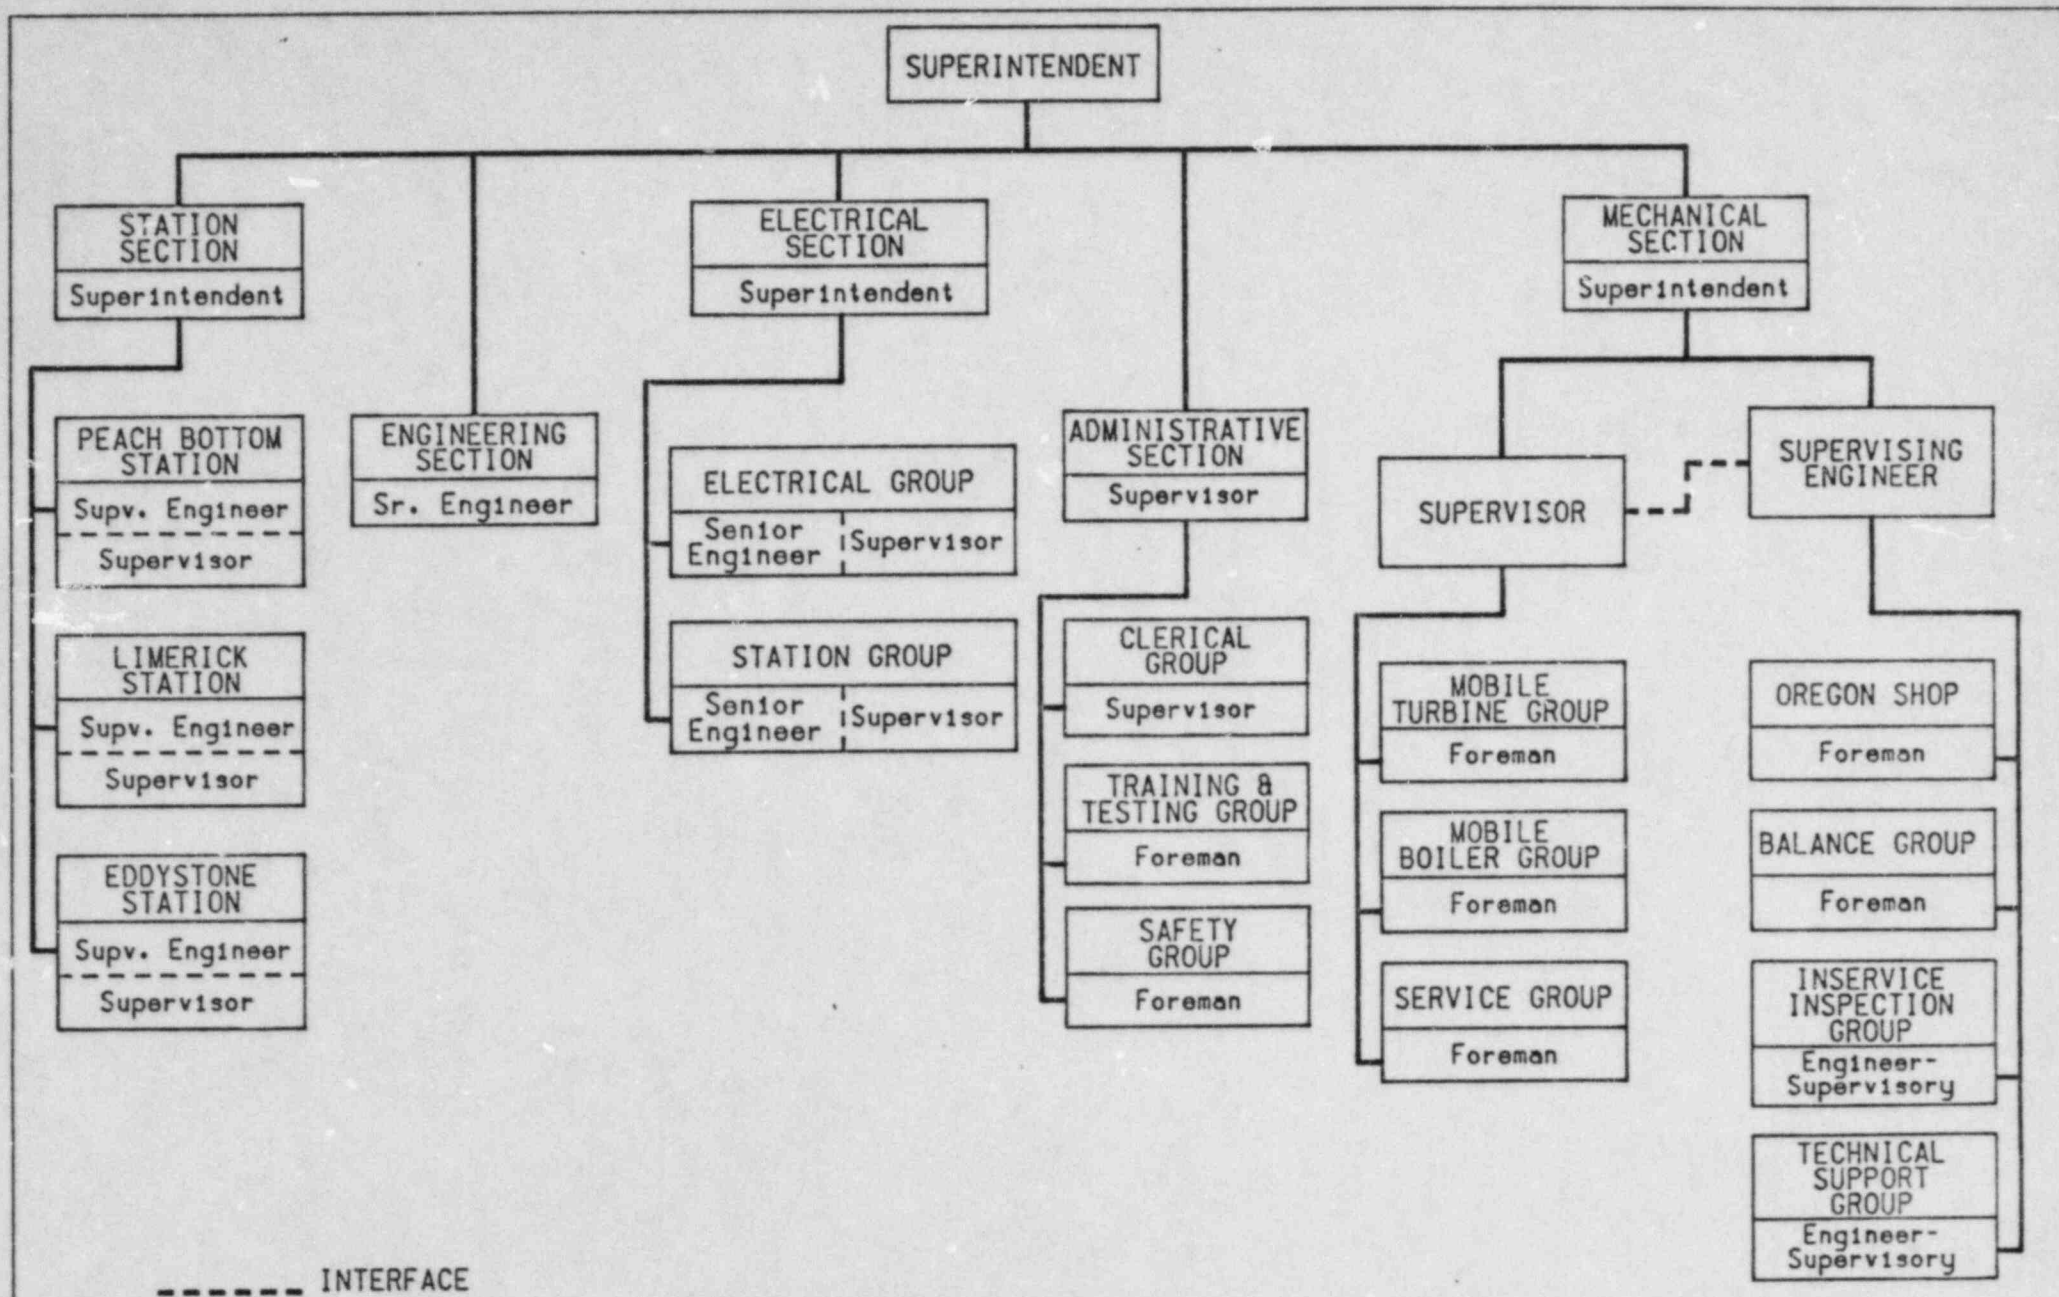 SUPERINTENDENT
STATION
SECTION
Superintendent
ELECTRICAL
SECTION
Superintendent
MECHANICAL
SECTION
Superintendent
PEACH BOTTOM
STATION
Supv. Engineer
Supervisor
ENGINEERING
SECTION
Sr. Engineer
ELECTRICAL GROUP
Senior
Engineer
Supervisor
ADMINISTRATIVE
SECTION
Supervisor
SUPERVISOR
SUPERVISING
ENGINEER
LIMERICK
STATION
Supv. Engineer
Supervisor
STATION GROUP
Senior
Engineer
Supervisor
CLERICAL
GROUP
Supervisor
MOBILE
TURBINE GROUP
Foreman
OREGON SHOP
Foreman
TRAINING &
TESTING GROUP
Foreman
MOBILE
BOILER GROUP
Foreman
BALANCE GROUP
Foreman
EDDYSTONE
STATION
Supv. Engineer
Supervisor
SAFETY
GROUP
Foreman
SERVICE GROUP
Foreman
INSERVICE
INSPECTION
GROUP
Engineer-
Supervisory
TECHNICAL
SUPPORT
GROUP
Engineer-
Supervisory
INTERFACE